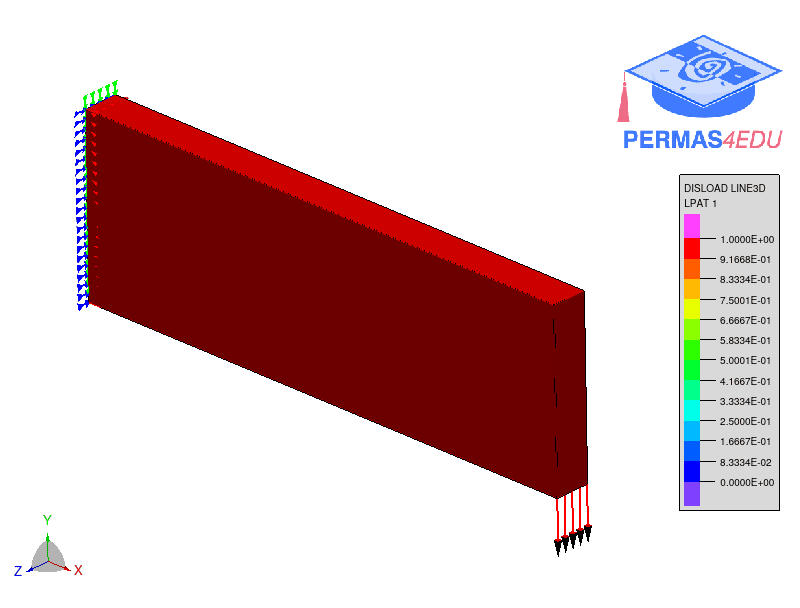 PERMAS4EDU
DISLOAD LINE3D
LPAT 1
1.0000E+00
9.1668E-01
8.3334E-01
7.5001E-01
6.6667E-01
5.8334E-01
5.0001E-01
4.1667E-01
3.3334E-01
2.5000E-01
1.6667E-01
8.3334E-02
0.0000E+00
Y
Z
X